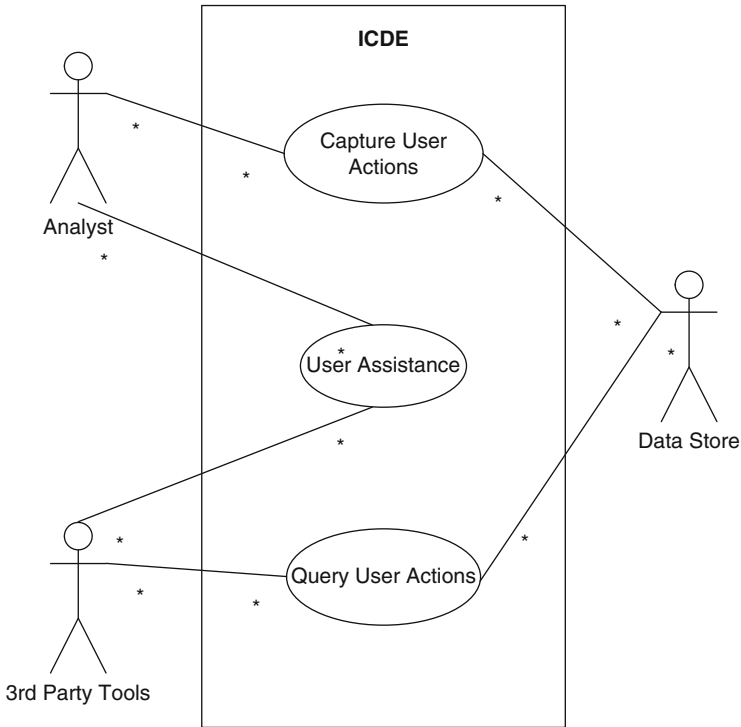 ICDE
Capture User
Actions
*
*
*
Analyst
*
*
*
*
User Assistance
Data Store
*
*
*
Query User Actions
*
*
3rd Party Tools